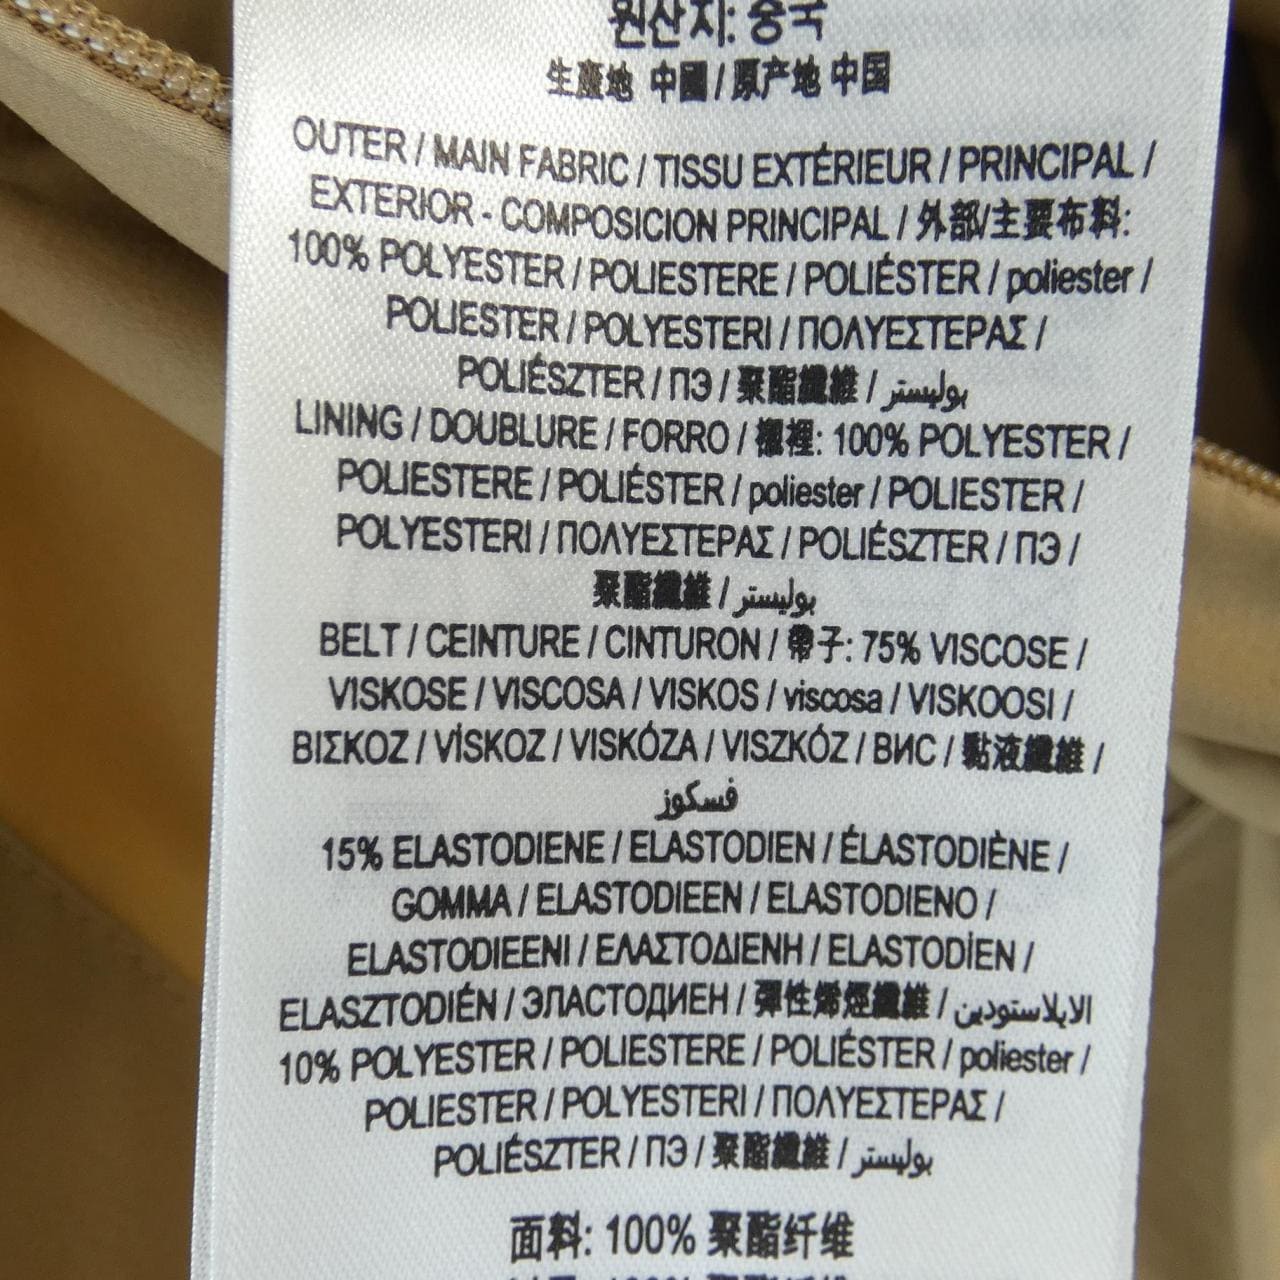 원산지: 중국
生產地 中國 / 原产地 中国
OUTER / MAIN FABRIC / TISSU EXTÉRIEUR / PRINCIPAL /
EXTERIOR - COMPOSICION PRINCIPAL / 外部/主要布料:
100% POLYESTER / POLIESTERE / POLIÉSTER / poliester /
POLIESTER / POLYESTERI / ΠΟΛΥΕΣΤΕΡΑΣ /
POLIÉSZTER / ПЭ / 聚酯纖維 / بوليستر
LINING / DOUBLURE / FORRO / 襯裡: 100% POLYESTER /
POLIESTERE / POLIÉSTER / poliester / POLIESTER /
POLYESTERI / ΠΟΛΥΕΣΤΕΡΑΣ / POLIÉSZTER / ПЭ /
聚酯纖維 / بوليستر
BELT / CEINTURE / CINTURON / 帶子: 75% VISCOSE /
VISKOSE / VISCOSA / VISKOS / viscosa / VISKOOSI /
ΒΙΣΚΟΖ / VİSKOZ / VISKÓZA / VISZKÓZ / ВИС / 黏液纖維 /
فسكوز
15% ELASTODIENE / ELASTODIEN / ÉLASTODIÈNE /
GOMMA / ELASTODIEEN / ELASTODIENO /
ELASTODIEENI / ΕΛΑΣΤΟΔΙΕΝΗ / ELASTODİEN /
ELASZTODIÉN / ЭЛАСТОДИЕН / 彈性烯烴纖維 / الايلاستودين
10% POLYESTER / POLIESTERE / POLIÉSTER / poliester /
POLIESTER / POLYESTERI / ΠΟΛΥΕΣΤΕΡΑΣ /
POLIÉSZTER / ПЭ / 聚酯纖維 / بوليستر
面料: 100% 聚酯纤维